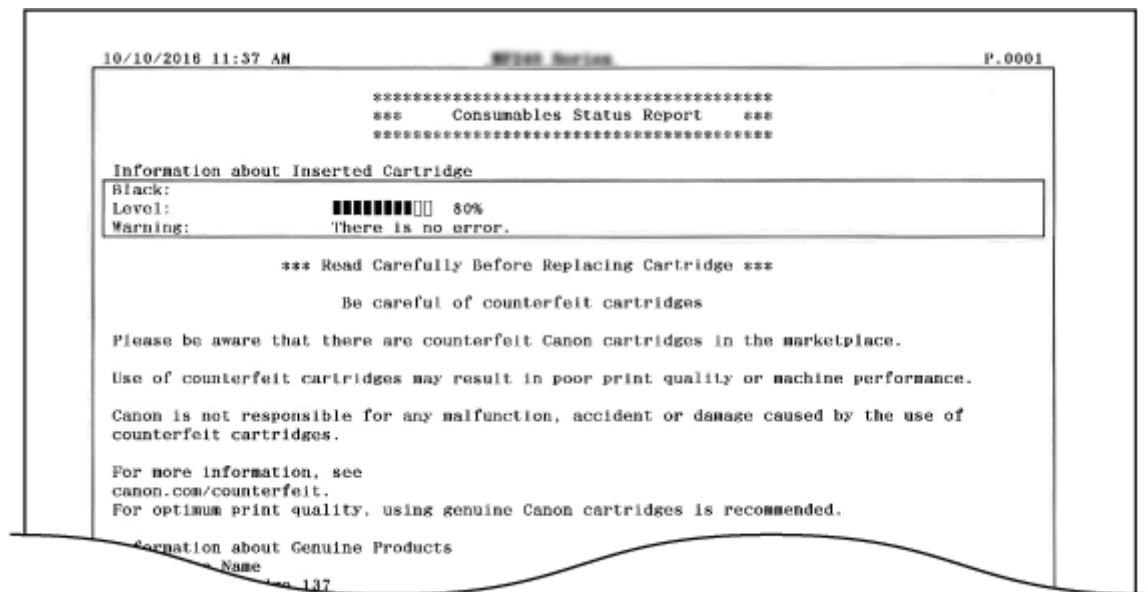 10/10/2016 11:37 AM P.0001
****************************************
*** Consumables Status Report ***
****************************************
Information about Inserted Cartridge
Black:
Level: 80%
Warning: There is no error.
*** Read Carefully Before Replacing Cartridge ***
Be careful of counterfeit cartridges
Please be aware that there are counterfeit Canon cartridges in the marketplace.
Use of counterfeit cartridges may result in poor print quality or machine performance.
Canon is not responsible for any malfunction, accident or damage caused by the use of
counterfeit cartridges.
For more information, see
canon.com/counterfeit.
For optimum print quality, using genuine Canon cartridges is recommended.
about Genuine Products
Name
137